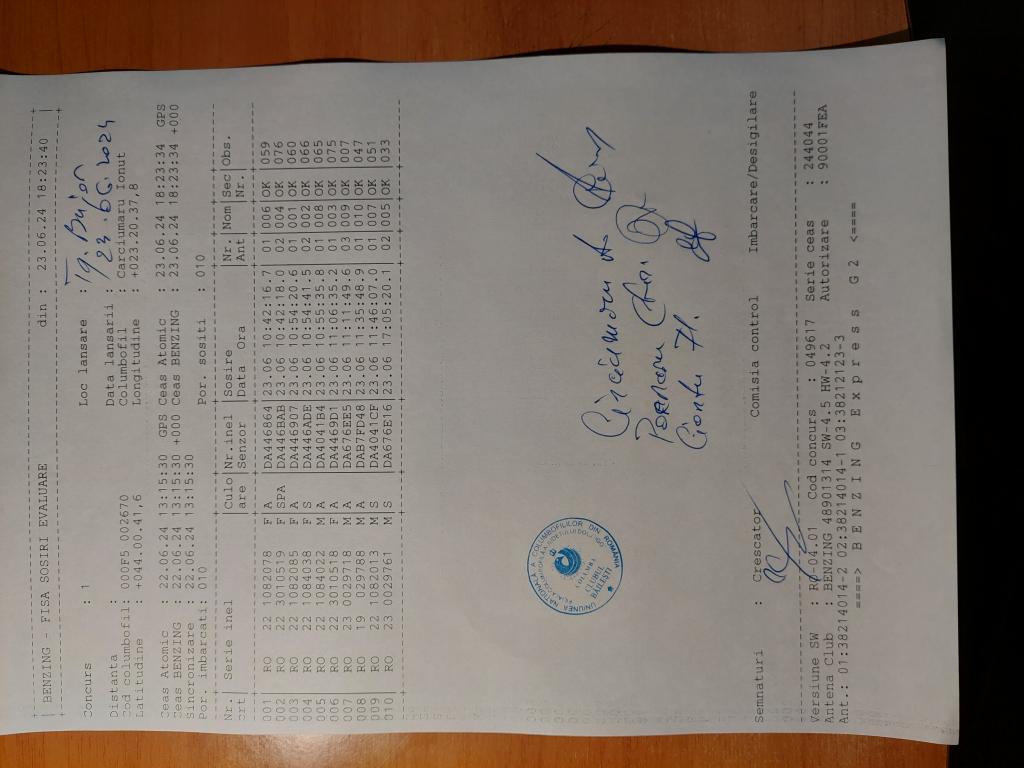 BENZING - FISA SOSIRI EVALUARE din : 23.06.24 18:23:40
Concurs : 1 Loc lansare : Tg. Bujor
Distanta : Data lansarii : 23.06.2024
Cod columbofil: 000F5 002670 Columbofil : Carciumaru Ionut
Latitudine : +044.00.41,6 Longitudine : +023.20.37,8
Ceas Atomic : 22.06.24 13:15:30 GPS Ceas Atomic : 23.06.24 18:23:34 GPS
Ceas BENZING : 22.06.24 13:15:30 +000 Ceas BENZING : 23.06.24 18:23:34 +000
Sincronizare : 22.06.24 13:15:30
Por. imbarcati: 010 Por. sositi : 010
Nr. | Serie inel |Culo|Nr.inel |Sosire |Nr. |Nom|Sec|Obs.
crt | |are |Senzor |Data Ora |Ant | |Nr.|
001 RO 22 1082078 F A DA446864 23.06 10:42:16.7 01 006 OK 059
002 RO 22 3010519 F SPA DA446BAB 23.06 10:42:18.0 02 004 OK 076
003 RO 22 1082085 F A DA446907 23.06 10:54:20.6 01 001 OK 060
004 RO 22 1084038 F S DA446ADE 23.06 10:54:40.5 02 002 OK 066
005 RO 22 1084022 M A DA4041B4 23.06 10:55:35.8 01 008 OK 065
006 RO 22 3010518 F A DA4469D1 23.06 11:06:35.2 01 003 OK 075
007 RO 23 0029718 M A DA676EE5 23.06 11:11:49.6 03 009 OK 007
008 RO 19 029788 M A DAB7FD48 23.06 11:35:48.9 01 010 OK 047
009 RO 22 1082013 M S DA4041CF 23.06 11:46:07.0 01 007 OK 051
010 RO 23 0029761 M S DA676E16 23.06 17:05:20.1 02 005 OK 033
UNIUNEA NATIONALA A COLUMBOFILILOR DIN ROMANIA
COLUMBA
CLUBUL
BAILESTI
Semnaturi : Crescator Comisia control Imbarcare/Desigilare
Versiune SW : RO-04.01 Cod concurs : 049617 Serie ceas : 244044
Antena Club : BENZING 48901314 SW-4.5 HW-4.2 Autorizare : 90001FEA
Ant.: 01:38214014-2 02:38214014-1 03:38212123-3
====> B E N Z I N G E x p r e s s G 2 <====